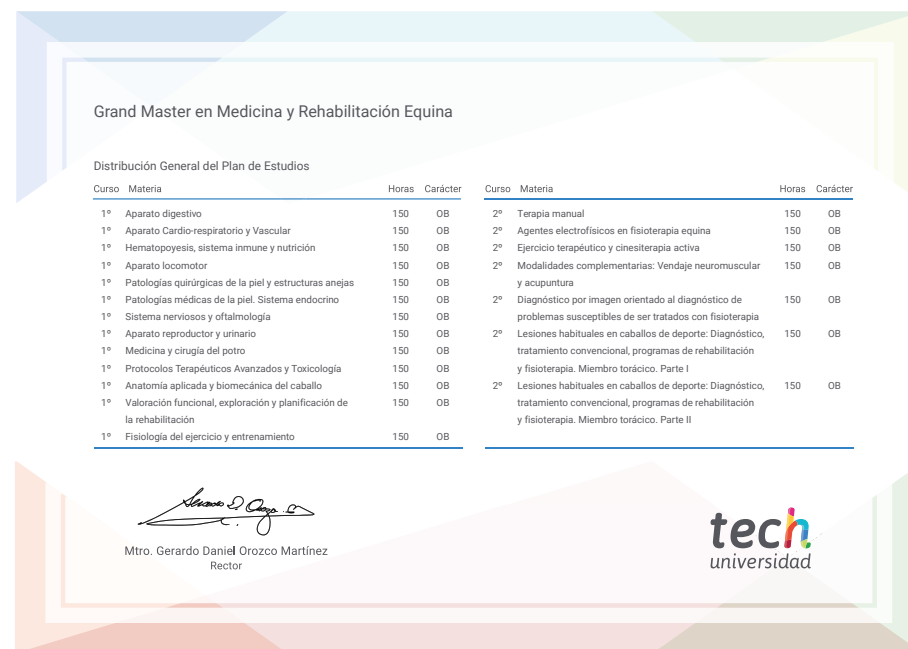 Grand Master en Medicina y Rehabilitación Equina
Distribución General del Plan de Estudios
Curso Materia Horas Carácter
1º Aparato digestivo 150 OB
1º Aparato Cardio-respiratorio y Vascular 150 OB
1º Hematopoyesis, sistema inmune y nutrición 150 OB
1º Aparato locomotor 150 OB
1º Patologías quirúrgicas de la piel y estructuras anejas 150 OB
1º Patologías médicas de la piel. Sistema endocrino 150 OB
1º Sistema nerviosos y oftalmología 150 OB
1º Aparato reproductor y urinario 150 OB
1º Medicina y cirugía del potro 150 OB
1º Protocolos Terapéuticos Avanzados y Toxicología 150 OB
1º Anatomía aplicada y biomecánica del caballo 150 OB
1º Valoración funcional, exploración y planificación de 150 OB
la rehabilitación
1º Fisiología del ejercicio y entrenamiento 150 OB
Curso Materia Horas Carácter
2º Terapia manual 150 OB
2º Agentes electrofísicos en fisioterapia equina 150 OB
2º Ejercicio terapéutico y cinesiterapia activa 150 OB
2º Modalidades complementarias: Vendaje neuromuscular 150 OB
y acupuntura
2º Diagnóstico por imagen orientado al diagnóstico de 150 OB
problemas susceptibles de ser tratados con fisioterapia
2º Lesiones habituales en caballos de deporte: Diagnóstico, 150 OB
tratamiento convencional, programas de rehabilitación
y fisioterapia. Miembro torácico. Parte I
2º Lesiones habituales en caballos de deporte: Diagnóstico, 150 OB
tratamiento convencional, programas de rehabilitación
y fisioterapia. Miembro torácico. Parte II
Mtro. Gerardo Daniel Orozco Martínez
Rector
tech
universidad